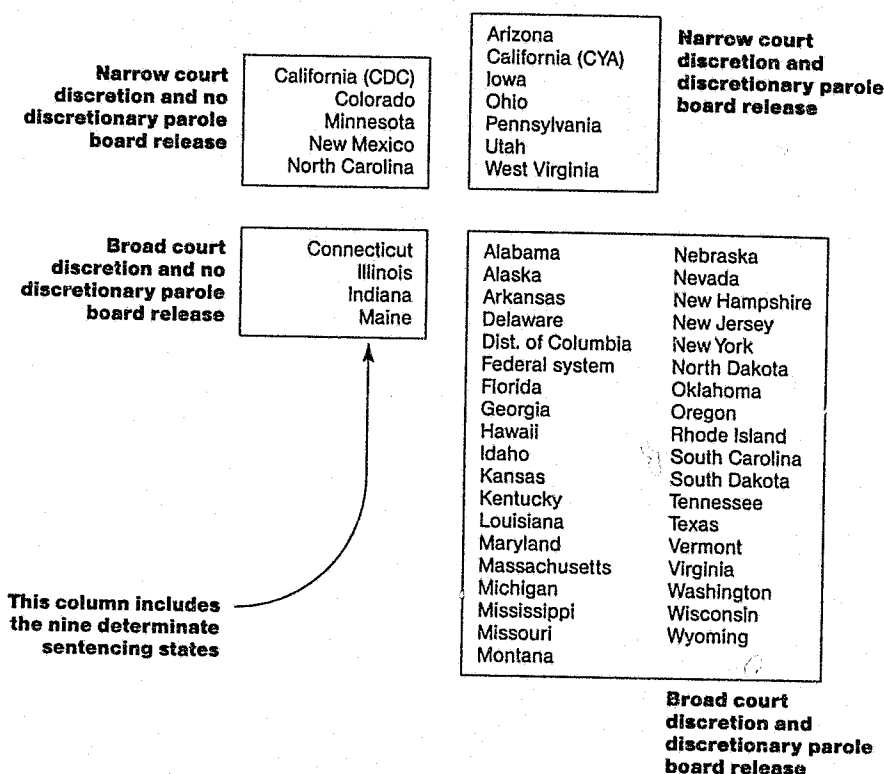 Narrow court
discretion and no
discretionary parole
board release
California (CDC)
Colorado
Minnesota
New Mexico
North Carolina
Arizona
California (CYA)
Iowa
Ohio
Pennsylvania
Utah
West Virginia
Narrow court
discretion and
discretionary parole
board release
Broad court
discretion and no
discretionary parole
board release
Connecticut
Illinois
Indiana
Maine
Alabama
Alaska
Arkansas
Delaware
Dist. of Columbia
Federal system
Florida
Georgia
Hawaii
Idaho
Kansas
Kentucky
Louisiana
Maryland
Massachusetts
Michigan
Mississippi
Missouri
Montana
Nebraska
Nevada
New Hampshire
New Jersey
New York
North Dakota
Oklahoma
Oregon
Rhode Island
South Carolina
South Dakota
Tennessee
Texas
Vermont
Virginia
Washington
Wisconsin
Wyoming
This column includes
the nine determinate
sentencing states
Broad court
discretion and
discretionary parole
board release